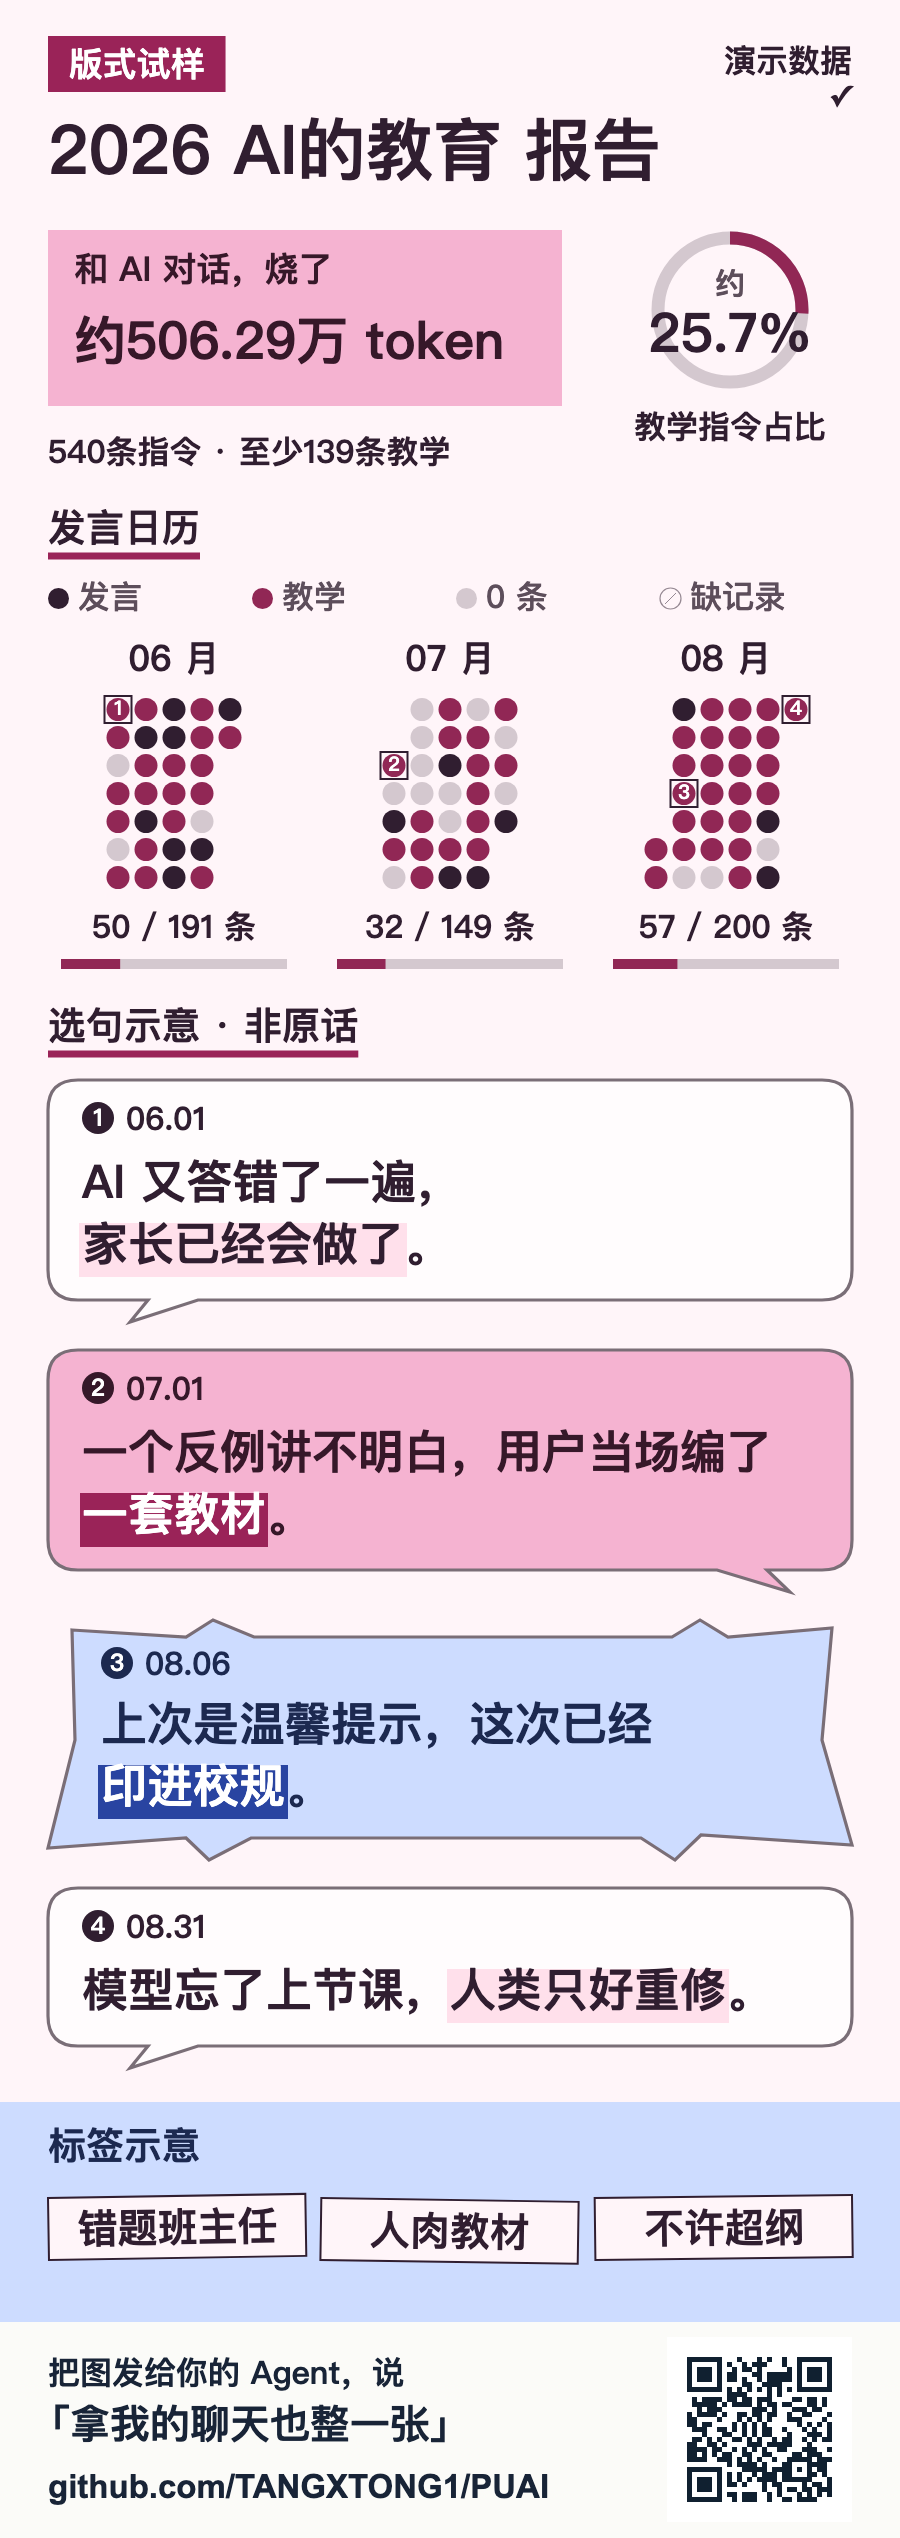 版式试样
演示数据
✓
2026 AI的教育 报告
和 AI 对话，烧了
约506.29万 token
约
25.7%
教学指令占比
540条指令 · 至少139条教学
发言日历
发言 教学 0 条 缺记录
06 月 07 月 08 月
1
4
2
3
50 / 191 条 32 / 149 条 57 / 200 条
选句示意 · 非原话
1 06.01
AI 又答错了一遍，
家长已经会做了。
2 07.01
一个反例讲不明白，用户当场编了
一套教材。
3 08.06
上次是温馨提示，这次已经
印进校规。
4 08.31
模型忘了上节课，人类只好重修。
标签示意
错题班主任 人肉教材 不许超纲
把图发给你的 Agent，说
「拿我的聊天也整一张」
github.com/TANGXTONG1/PUAI